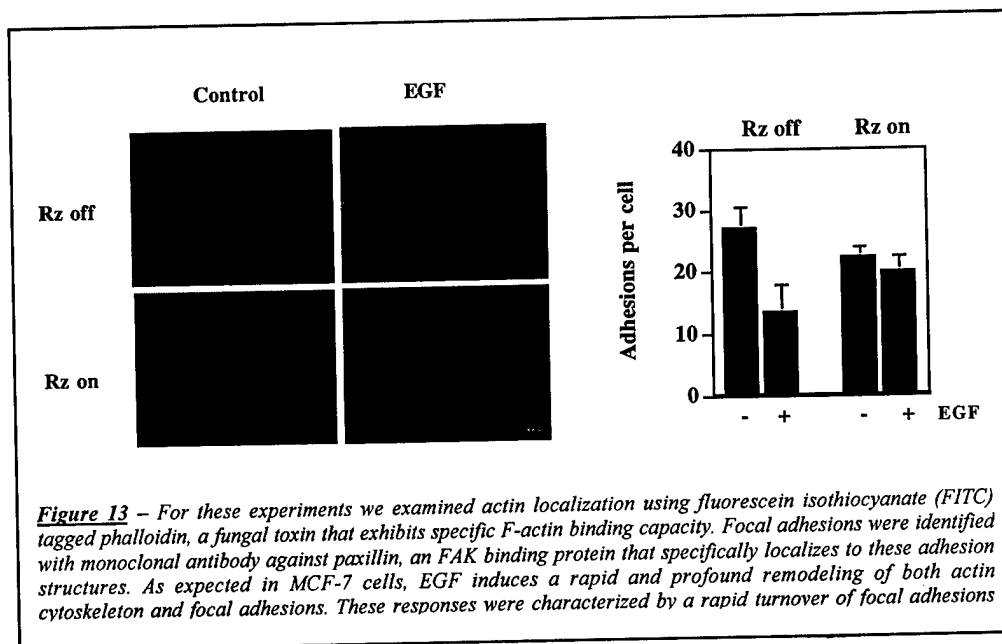 Control EGF
Rz off
Rz on
Rz off Rz on
40
30
20
10
0
Adhesions per cell
- + - + EGF
Figure 13 – For these experiments we examined actin localization using fluorescein isothiocyanate (FITC)
tagged phalloidin, a fungal toxin that exhibits specific F-actin binding capacity. Focal adhesions were identified
with monoclonal antibody against paxillin, an FAK binding protein that specifically localizes to these adhesion
structures. As expected in MCF-7 cells, EGF induces a rapid and profound remodeling of both actin
cytoskeleton and focal adhesions. These responses were characterized by a rapid turnover of focal adhesions